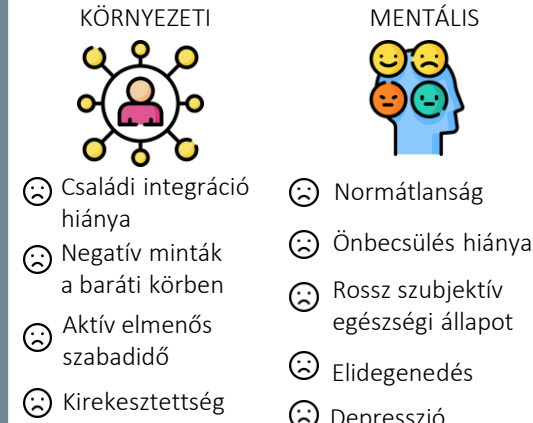 KÖRNYEZETI
Családi integráció
hiánya
Negatív minták
a baráti körben
Aktív elmenős
szabadidő
Kirekesztettség
MENTÁLIS
Normátlanság
Önbecsülés hiánya
Rossz szubjektív
egészségi állapot
Elidegenedés
Depresszió